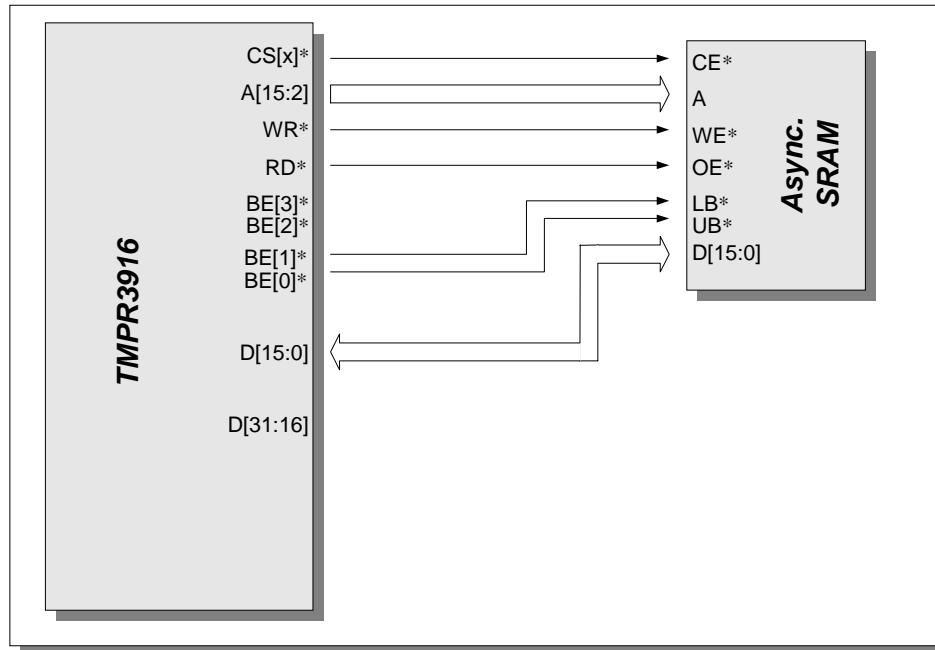 TMPR3916
CS[x]*
A[15:2]
WR*
RD*
BE[3]*
BE[2]*
BE[1]*
BE[0]*
D[15:0]
D[31:16]
CE*
A
WE*
OE*
LB*
UB*
D[15:0]
Async.
SRAM